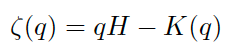 ζ(q) = qH − K(q)